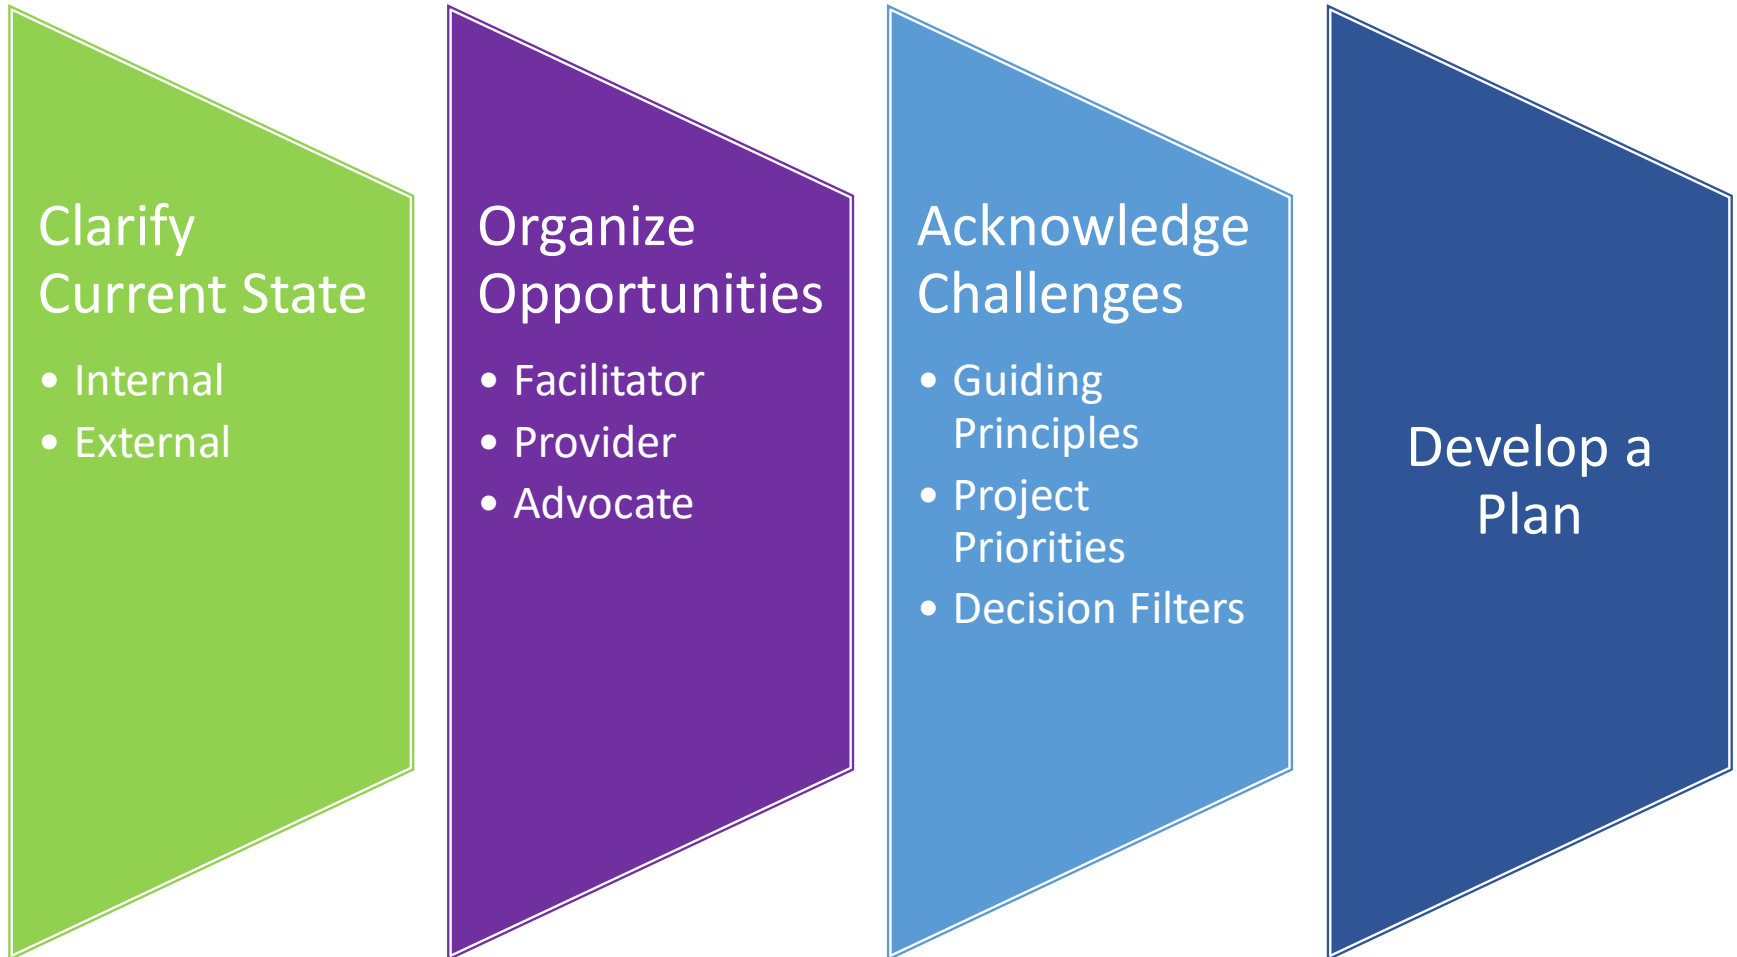 Clarify
Current State
• Internal
• External
Organize
Opportunities
• Facilitator
• Provider
• Advocate
Acknowledge
Challenges
• Guiding
Principles
• Project
Priorities
• Decision Filters
Develop a
Plan